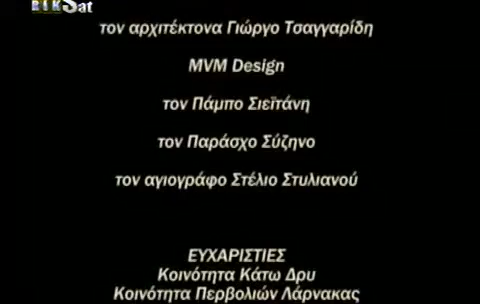 ΡΙΚSat
τον αρχιτέκτονα Γιώργο Τσαγγαρίδη
MVM Design
τον Πάμπο Σιεϊτάνη
τον Παράσχο Σύζηνο
τον αγιογράφο Στέλιο Στυλιανού
ΕΥΧΑΡΙΣΤΙΕΣ
Κοινότητα Κάτω Δρυ
Κοινότητα Περβολιών Λάρνακας